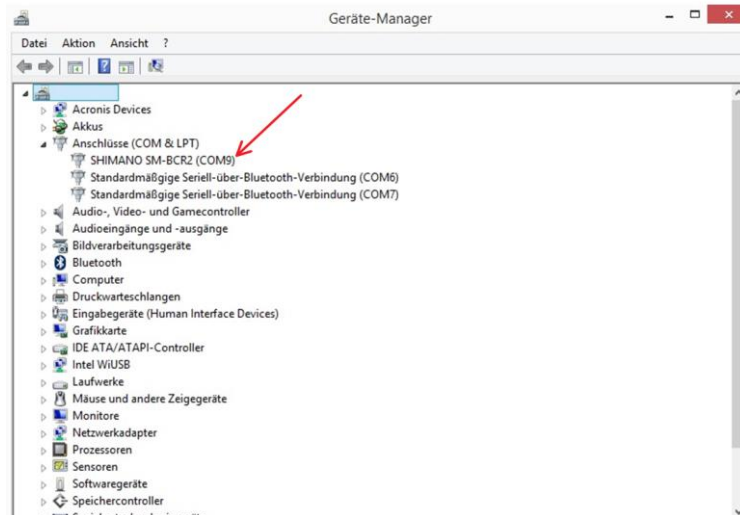 Geräte-Manager
Datei Aktion Ansicht ?
Acronis Devices
Akkus
Anschlüsse (COM & LPT)
SHIMANO SM-BCR2 (COM9)
Standardmäßgige Seriell-über-Bluetooth-Verbindung (COM6)
Standardmäßgige Seriell-über-Bluetooth-Verbindung (COM7)
Audio-, Video- und Gamecontroller
Audioeingänge und -ausgänge
Bildverarbeitungsgeräte
Bluetooth
Computer
Druckwarteschlangen
Eingabegeräte (Human Interface Devices)
Grafikkarte
IDE ATA/ATAPI-Controller
Intel WiUSB
Laufwerke
Mäuse und andere Zeigegeräte
Monitore
Netzwerkadapter
Prozessoren
Sensoren
Softwaregeräte
Speichercontroller